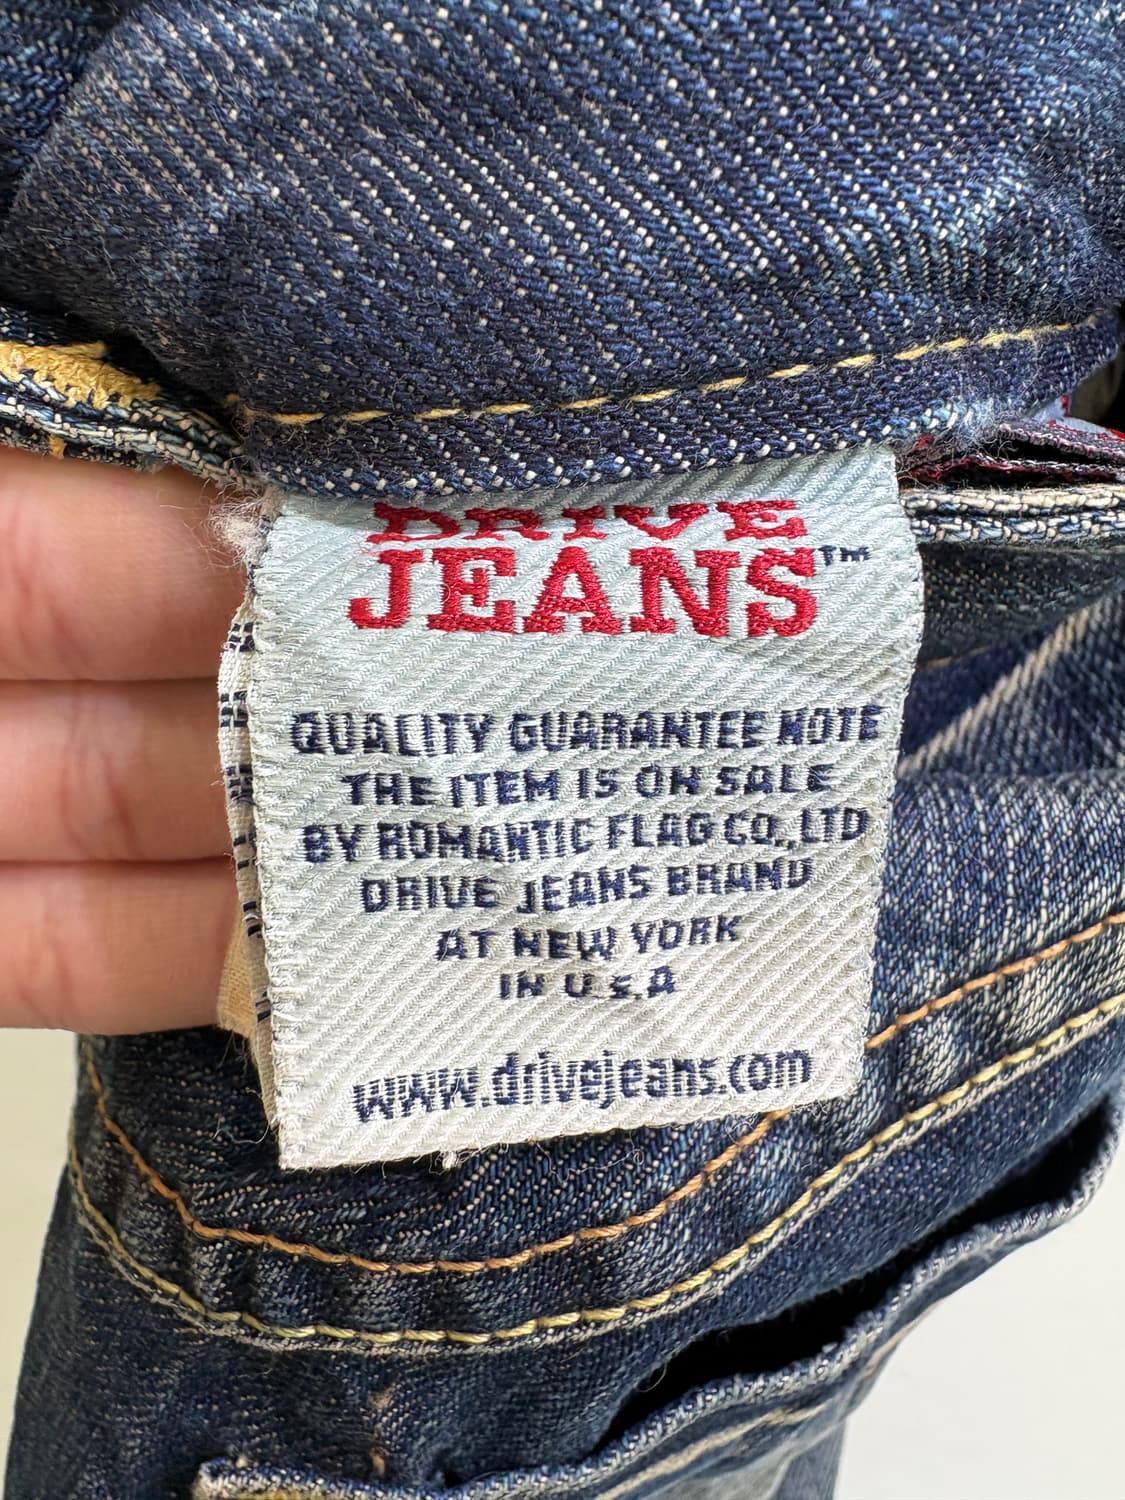 DRIVE
JEANS™
QUALITY GUARANTEE NOTE
THE ITEM IS ON SALE
BY ROMANTIC FLAG CO.,LTD
DRIVE JEANS BRAND
AT NEW YORK
IN U.S.A
www.drivejeans.com